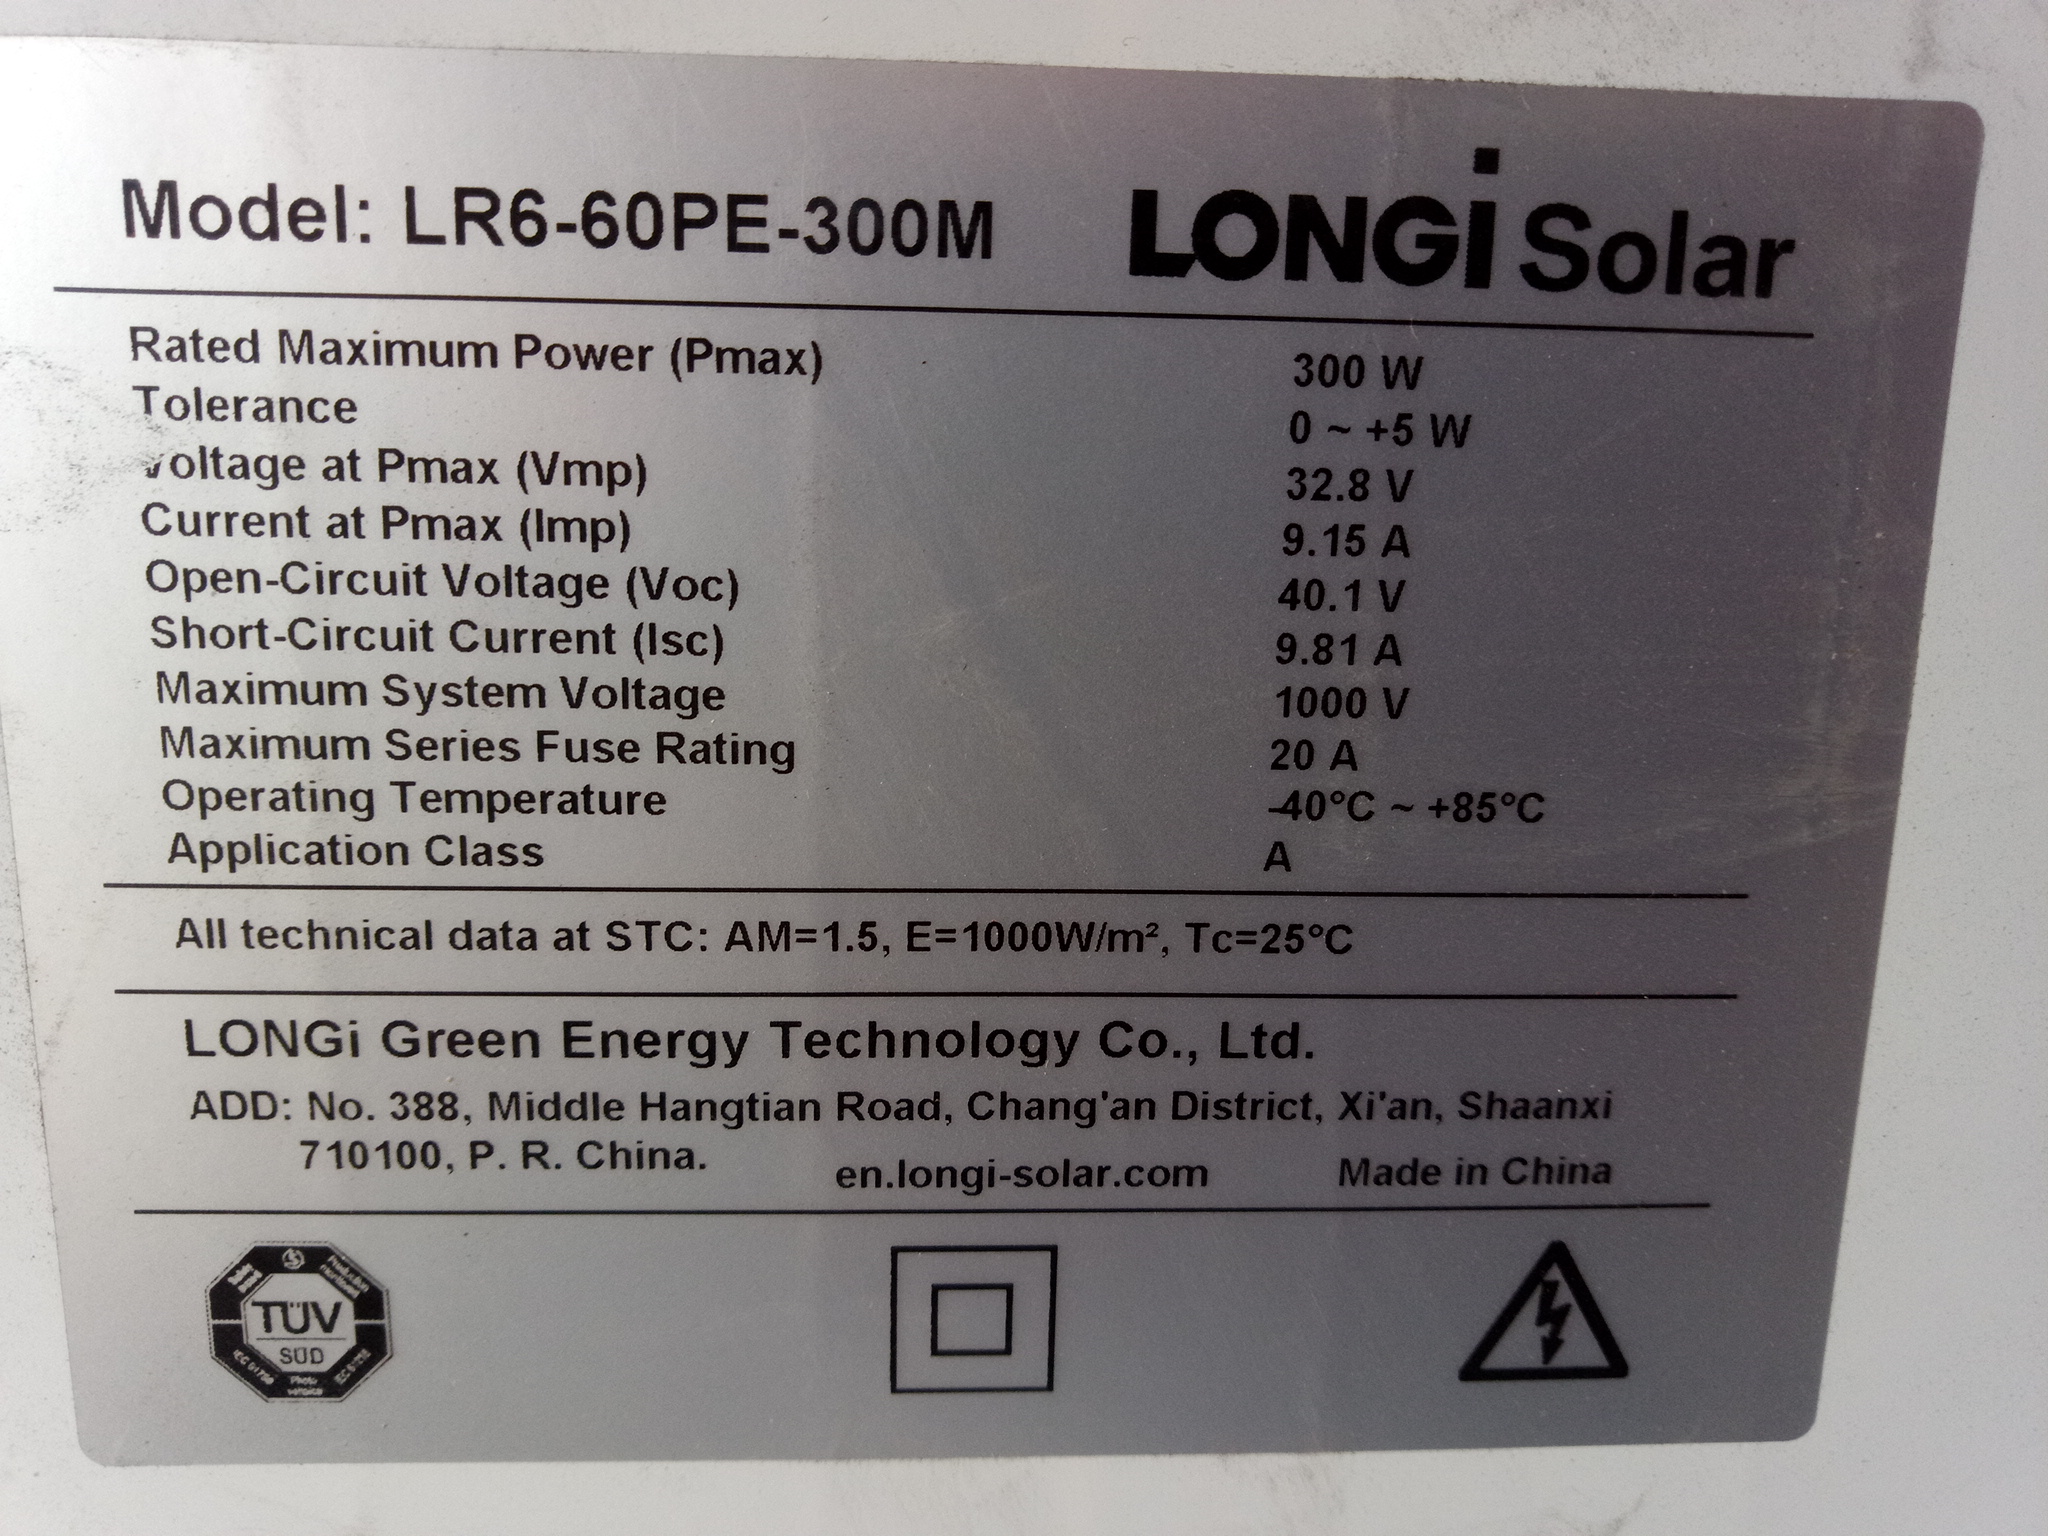 Model: LR6-60PE-300M LONGi Solar
Rated Maximum Power (Pmax) 300 W
Tolerance 0 ~ +5 W
Voltage at Pmax (Vmp) 32.8 V
Current at Pmax (Imp) 9.15 A
Open-Circuit Voltage (Voc) 40.1 V
Short-Circuit Current (Isc) 9.81 A
Maximum System Voltage 1000 V
Maximum Series Fuse Rating 20 A
Operating Temperature -40°C ~ +85°C
Application Class A
All technical data at STC: AM=1.5, E=1000W/m², Tc=25°C
LONGi Green Energy Technology Co., Ltd.
ADD: No. 388, Middle Hangtian Road, Chang'an District, Xi'an, Shaanxi
710100, P. R. China.
en.longi-solar.com Made in China
TÜV
SÜD